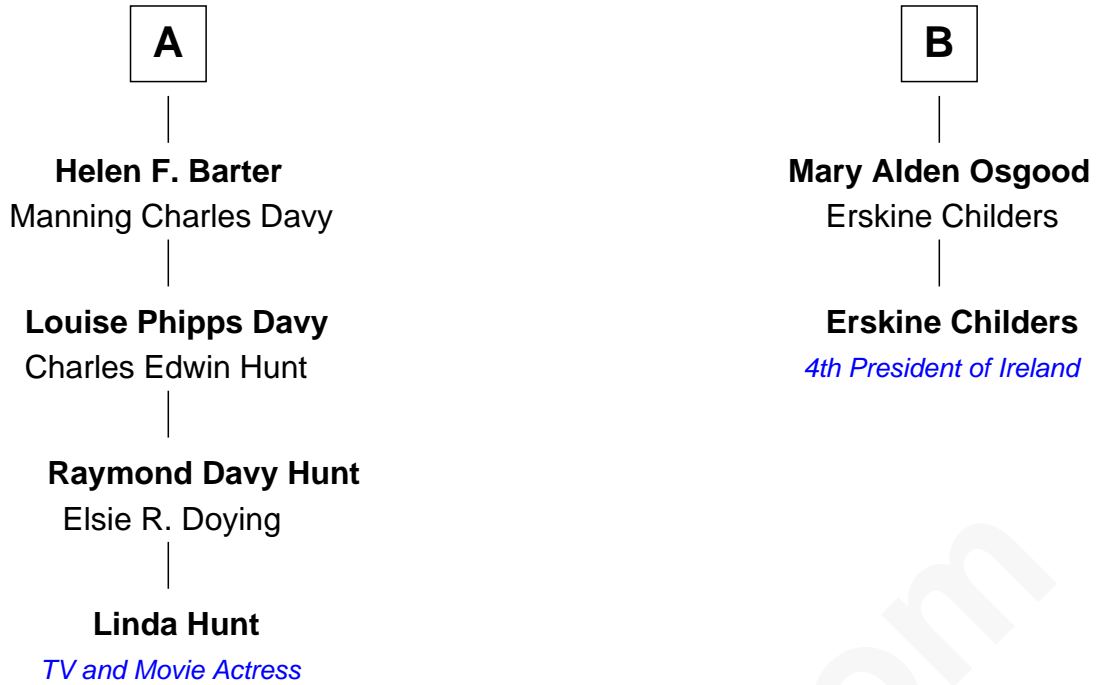 A
Helen F. Barter
Manning Charles Davy
Louise Phipps Davy
Charles Edwin Hunt
Raymond Davy Hunt
Elsie R. Doying
Linda Hunt
TV and Movie Actress
B
Mary Alden Osgood
Erskine Childers
Erskine Childers
4th President of Ireland
om